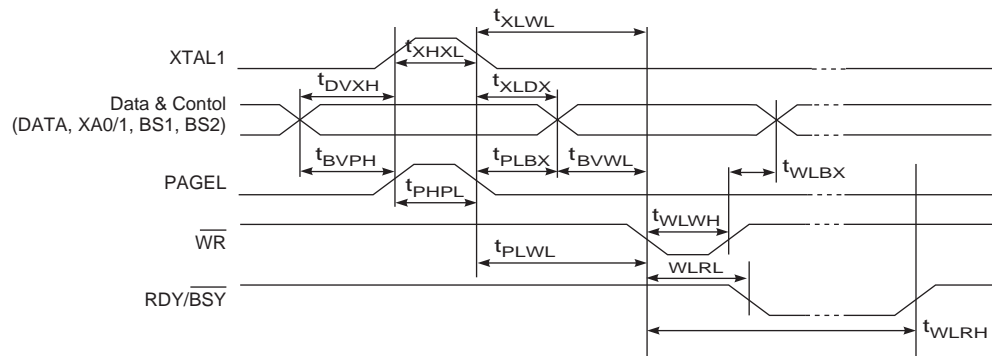 tXLWL
XTAL1
tXHXL
tDVXH
tXLDX
Data & Contol
(DATA, XA0/1, BS1, BS2)
tBVPH
tPLBX
tBVWL
tWLBX
PAGEL
tPHPL
tWLWH
WR
tPLWL
WLRL
RDY/BSY
tWLRH